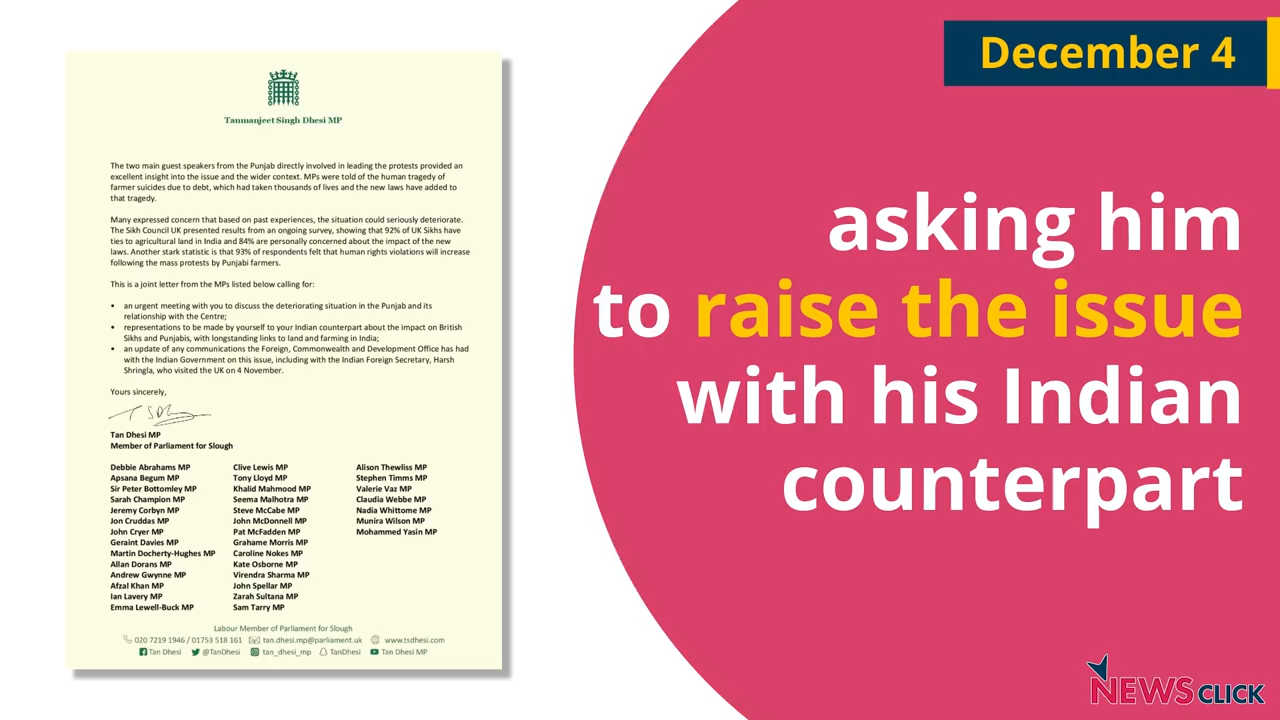 Tanmanjeet Singh Dhesi MP
The two main guest speakers from the Punjab directly involved in leading the protests provided an
excellent insight into the issue and the wider context. MPs were told of the human tragedy of
farmer suicides due to debt, which had taken thousands of lives and the new laws have added to
that tragedy.
Many expressed concern that based on past experiences, the situation could seriously deteriorate.
The Sikh Council UK presented results from an ongoing survey, showing that 92% of UK Sikhs have
ties to agricultural land in India and 84% are personally concerned about the impact of the new
laws. Another stark statistic is that 93% of respondents felt that human rights violations will increase
following the mass protests by Punjabi farmers.
This is a joint letter from the MPs listed below calling for:
• an urgent meeting with you to discuss the deteriorating situation in the Punjab and its
relationship with the Centre;
• representations to be made by yourself to your Indian counterpart about the impact on British
Sikhs and Punjabis, with longstanding links to land and farming in India;
• an update of any communications the Foreign, Commonwealth and Development Office has had
with the Indian Government on this issue, including with the Indian Foreign Secretary, Harsh
Shringla, who visited the UK on 4 November.
Yours sincerely,
Tan Dhesi MP
Member of Parliament for Slough
Debbie Abrahams MP
Apsana Begum MP
Sir Peter Bottomley MP
Sarah Champion MP
Jeremy Corbyn MP
Jon Cruddas MP
John Cryer MP
Geraint Davies MP
Martin Docherty-Hughes MP
Allan Dorans MP
Andrew Gwynne MP
Afzal Khan MP
Ian Lavery MP
Emma Lewell-Buck MP
Clive Lewis MP
Tony Lloyd MP
Khalid Mahmood MP
Seema Malhotra MP
Steve McCabe MP
John McDonnell MP
Pat McFadden MP
Grahame Morris MP
Caroline Nokes MP
Kate Osborne MP
Virendra Sharma MP
John Spellar MP
Zarah Sultana MP
Sam Tarry MP
Alison Thewliss MP
Stephen Timms MP
Valerie Vaz MP
Claudia Webbe MP
Nadia Whittome MP
Munira Wilson MP
Mohammed Yasin MP
Labour Member of Parliament for Slough
020 7219 1946 / 01753 518 161 tan.dhesi.mp@parliament.uk www.tsdhesi.com
Tan Dhesi @TanDhesi tan_dhesi_mp TanDhesi Tan Dhesi MP
December 4
asking him
to raise the issue
with his Indian
counterpart
NEWSCLICK